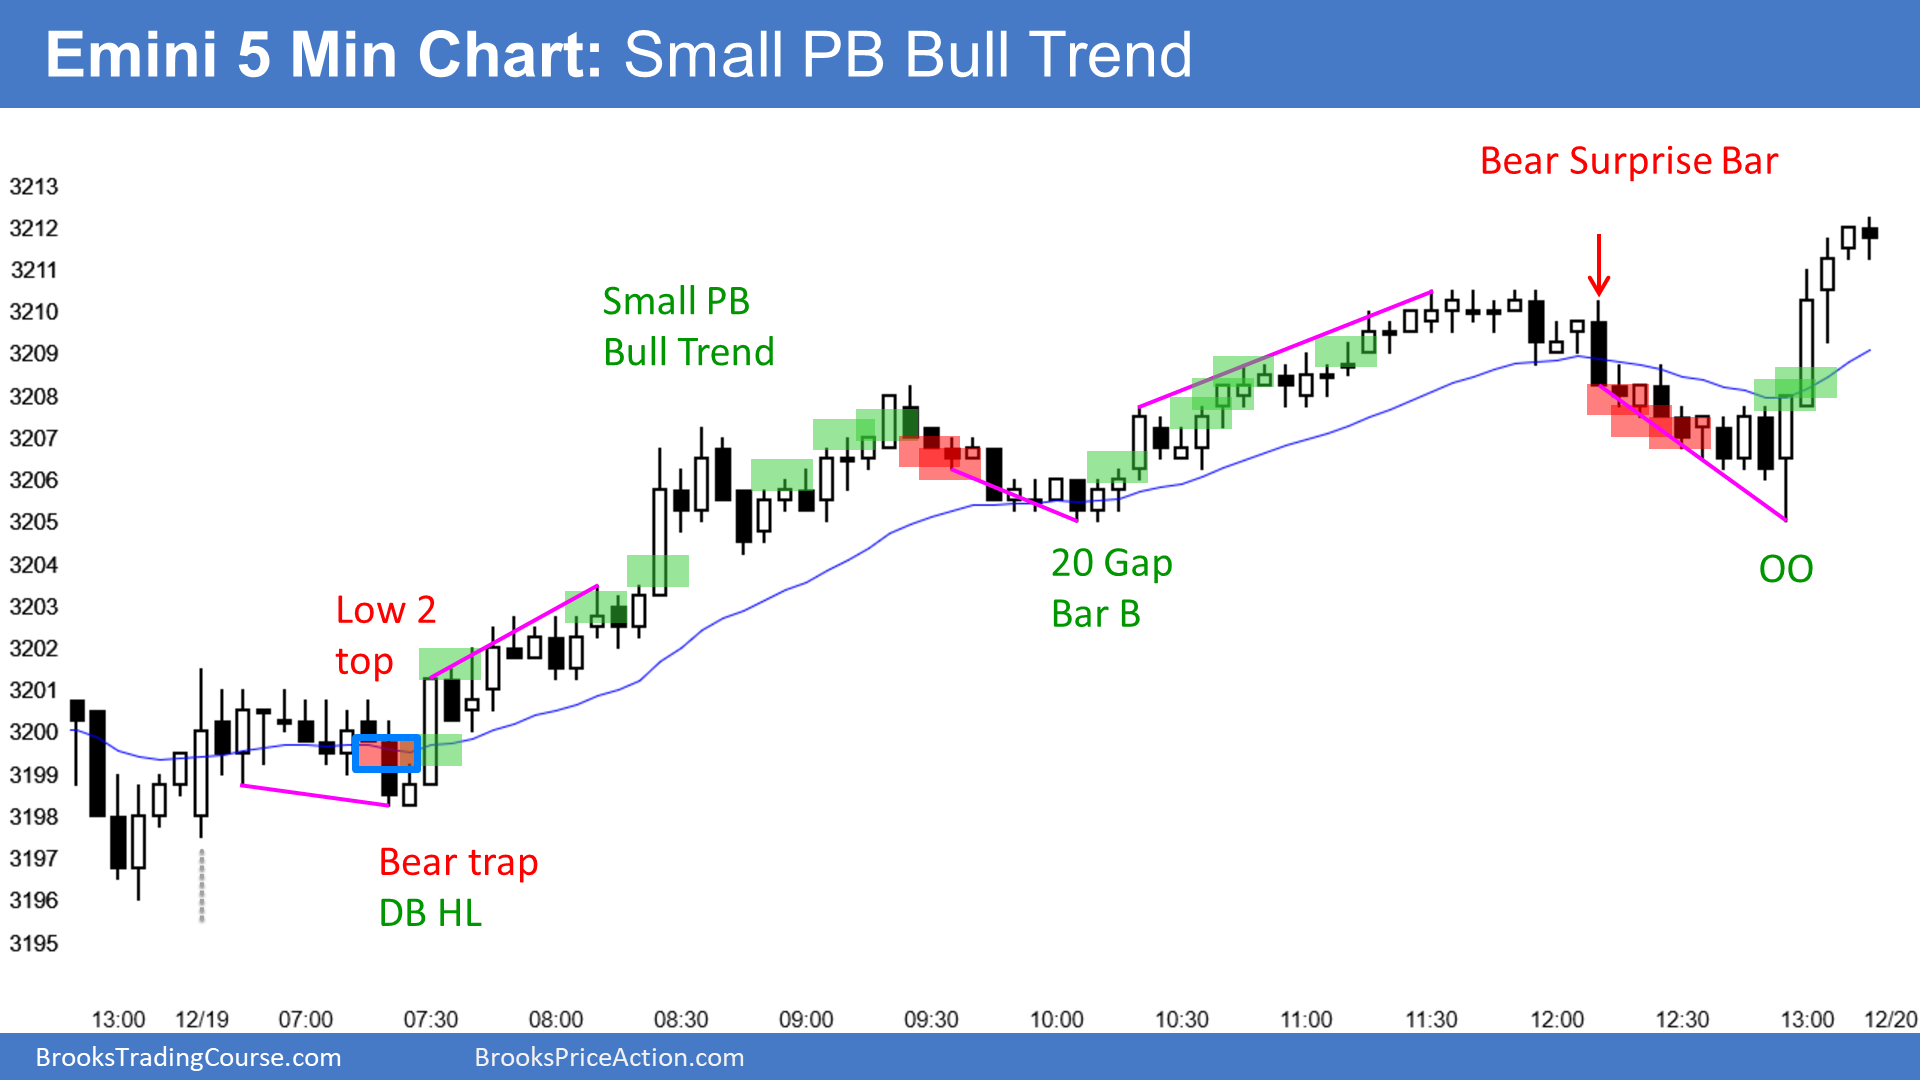 Emini 5 Min Chart: Small PB Bull Trend
Bear Surprise Bar
3213
3212
3211
3210
3209
3208
3207
3206
3205
3204
3203
3202
3201
3200
3199
3198
3197
3196
3195
Small PB
Bull Trend
Low 2
top
20 Gap
Bar B
OO
Bear trap
DB HL
13:00 12/19 07:00 07:30 08:00 08:30 09:00 09:30 10:00 10:30 11:00 11:30 12:00 12:30 13:00 12/20
BrooksTradingCourse.com BrooksPriceAction.com